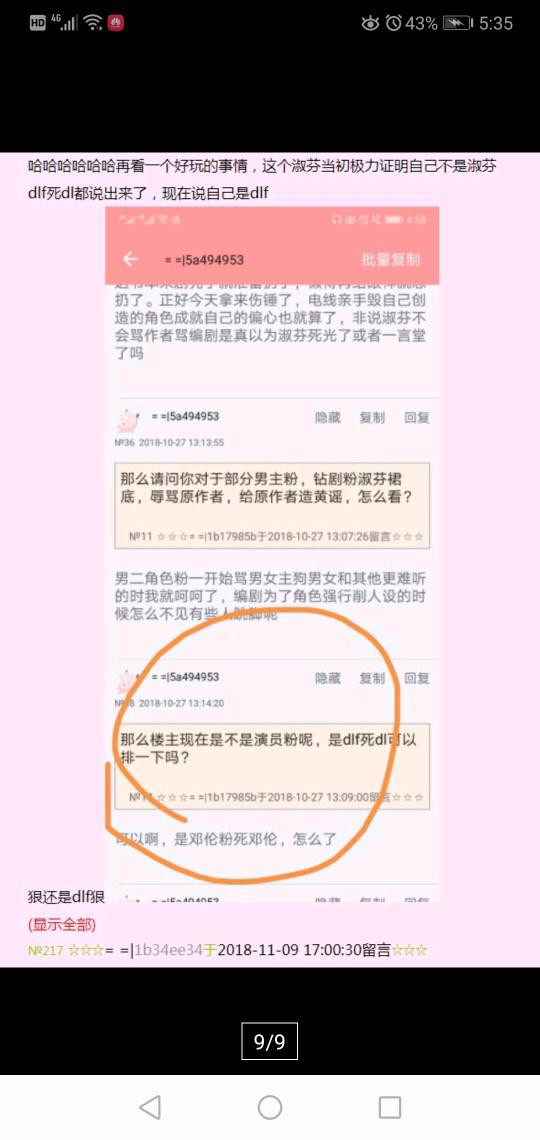 HD 4G 43% 5:35
哈哈哈哈哈哈再看一个好玩的事情，这个淑芬当初极力证明自己不是淑芬
dlf死dl都说出来了，现在说自己是dlf
4:58
= =|5a494953 批量复制
扔了。正好今天拿来伤锤了，电线亲手毁自己创
造的角色成就自己的偏心也就算了，非说淑芬不
会骂作者骂编剧是真以为淑芬死光了或者一言堂
了吗
= =|5a494953 隐藏 复制 回复
№36 2018-10-27 13:13:55
那么请问你对于部分男主粉，钻剧粉淑芬裙
底，辱骂原作者，给原作者造黄谣，怎么看？
№11 ☆☆☆= =|1b17985b于2018-10-27 13:07:26留言☆☆☆
男二角色粉一开始骂男女主狗男女和其他更难听
的时我就呵呵了，编剧为了角色强行削人设的时
候怎么不见有些人跳脚呢
= =|5a494953 隐藏 复制 回复
2018-10-27 13:14:20
那么楼主现在是不是演员粉呢，是dlf死dl可以
排一下吗？
☆☆☆= =|1b17985b于2018-10-27 13:09:00留言☆☆☆
可以啊，是邓伦粉死邓伦，怎么了
狠还是dlf狠
(显示全部)
№217 ☆☆☆= =|1b34ee34于2018-11-09 17:00:30留言☆☆☆
9/9